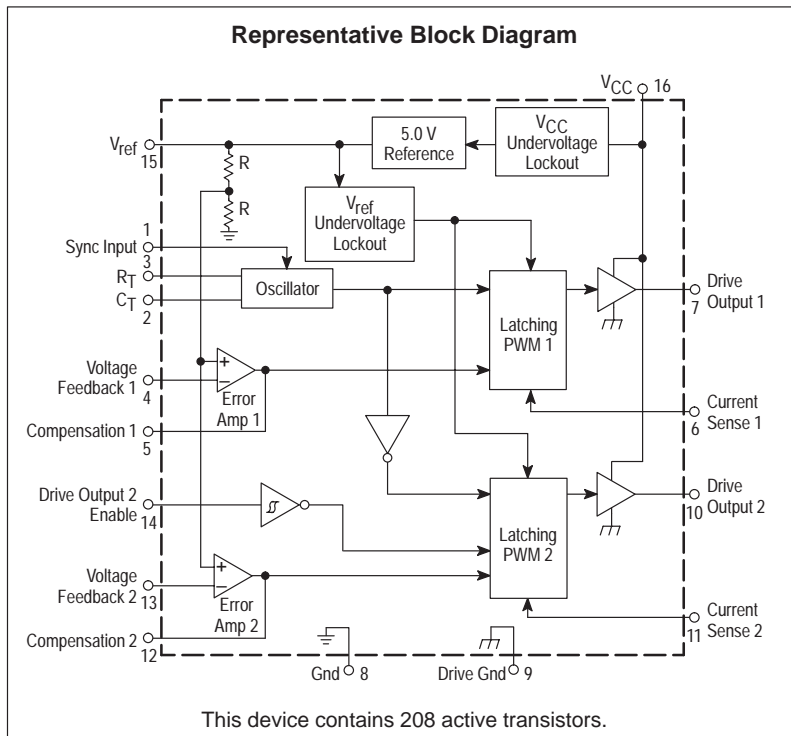 Representative Block Diagram
VCC 16
Vref
15
R
R
5.0 V
Reference
VCC
Undervoltage
Lockout
Vref
Undervoltage
Lockout
1
Sync Input
3
RT
CT
2
Oscillator
Latching
PWM 1
Drive
Output 1
7
Voltage
Feedback 1
4
+
–
Error
Amp 1
Compensation 1
5
Current
Sense 1
6
Drive Output 2
Enable
14
Latching
PWM 2
Drive
Output 2
10
Voltage
Feedback 2
13
+
–
Error
Amp 2
Compensation 2
12
Current
Sense 2
11
Gnd 8
Drive Gnd 9
This device contains 208 active transistors.